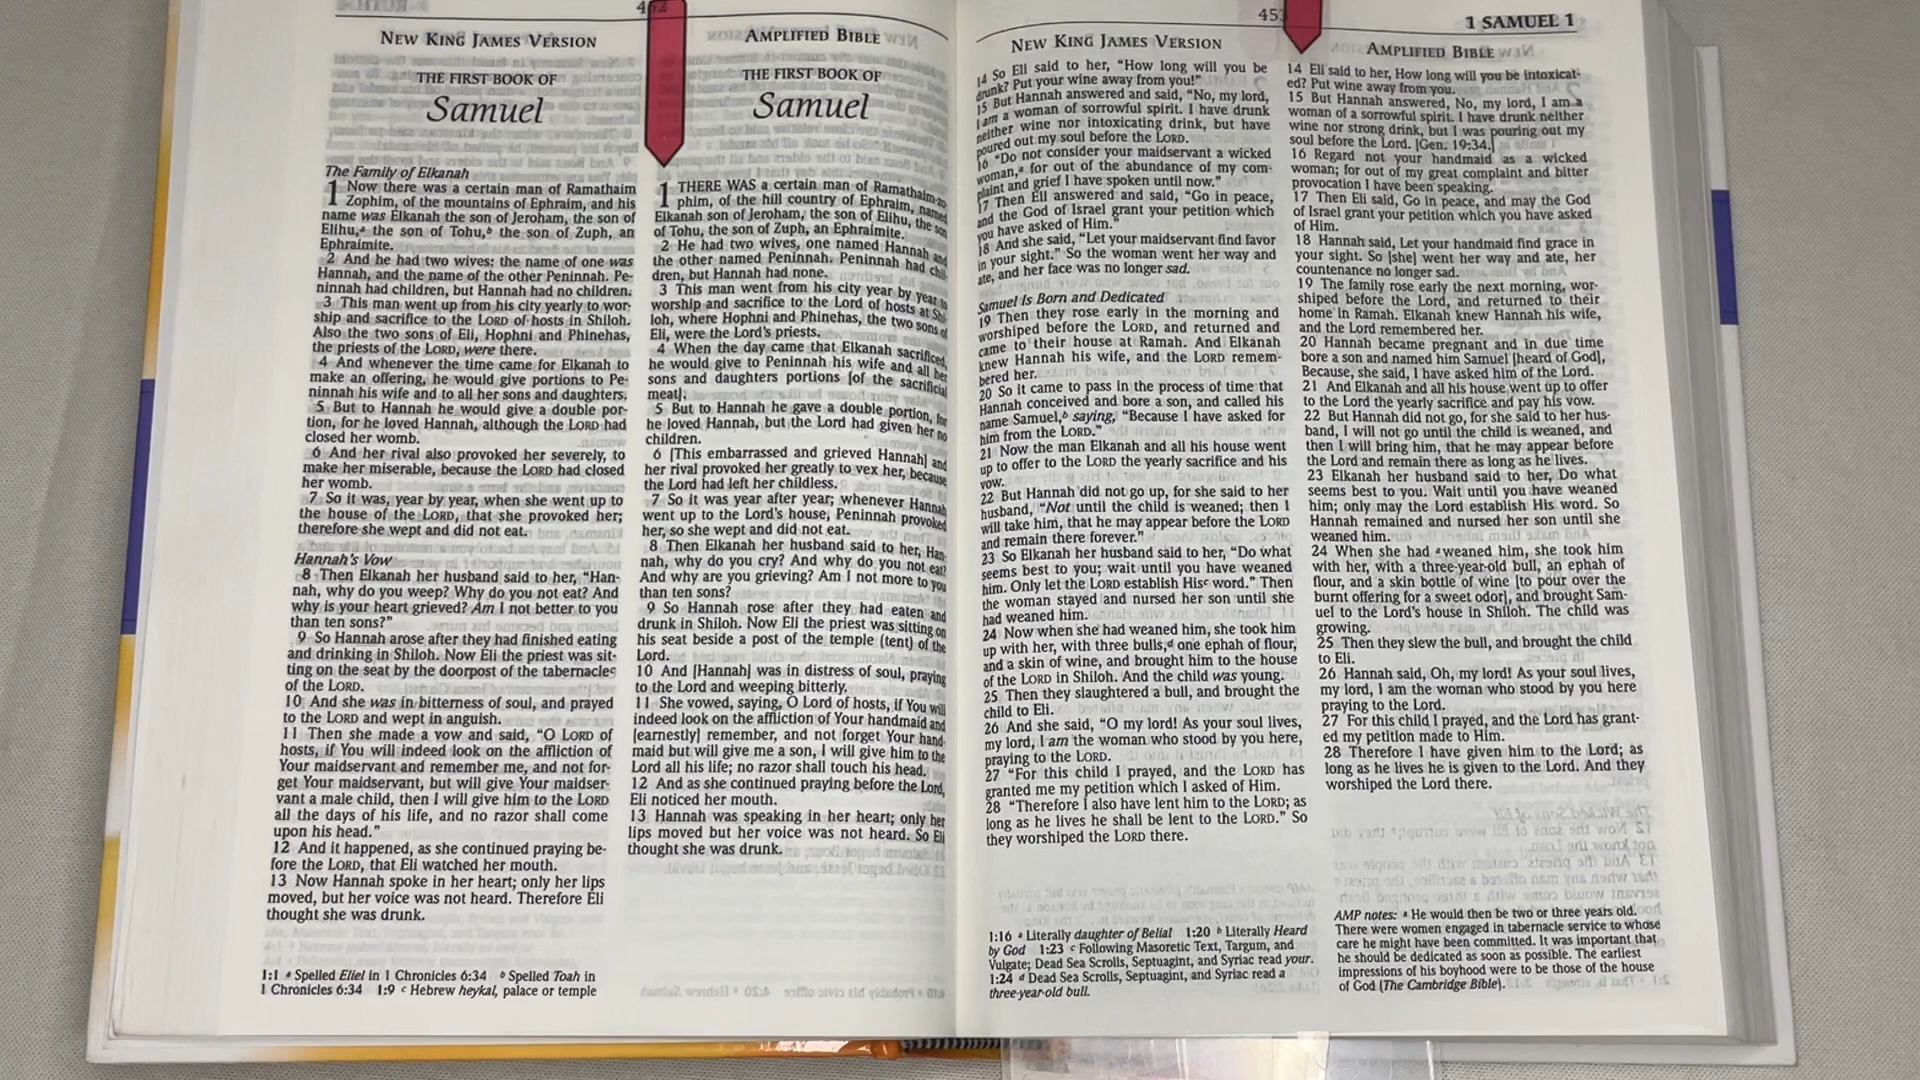 NEW KING JAMES VERSION
THE FIRST BOOK OF
Samuel
The Family of Elkanah
1 Now there was a certain man of Ramathaim
Zophim, of the mountains of Ephraim, and his
name was Elkanah the son of Jeroham, the son of
Elihu,a the son of Tohu,b the son of Zuph, an
Ephraimite.
2 And he had two wives: the name of one was
Hannah, and the name of the other Peninnah. Pe-
ninnah had children, but Hannah had no children.
3 This man went up from his city yearly to wor-
ship and sacrifice to the LORD of hosts in Shiloh.
Also the two sons of Eli, Hophni and Phinehas,
the priests of the LORD, were there.
4 And whenever the time came for Elkanah to
make an offering, he would give portions to Pe-
ninnah his wife and to all her sons and daughters.
5 But to Hannah he would give a double por-
tion, for he loved Hannah, although the LORD had
closed her womb.
6 And her rival also provoked her severely, to
make her miserable, because the LORD had closed
her womb.
7 So it was, year by year, when she went up to
the house of the LORD, that she provoked her;
therefore she wept and did not eat.
Hannah's Vow
8 Then Elkanah her husband said to her, “Han-
nah, why do you weep? Why do you not eat? And
why is your heart grieved? Am I not better to you
than ten sons?”
9 So Hannah arose after they had finished eating
and drinking in Shiloh. Now Eli the priest was sit-
ting on the seat by the doorpost of the tabernaclec
of the LORD.
10 And she was in bitterness of soul, and prayed
to the LORD and wept in anguish.
11 Then she made a vow and said, “O LORD of
hosts, if You will indeed look on the affliction of
Your maidservant and remember me, and not for-
get Your maidservant, but will give Your maidser-
vant a male child, then I will give him to the LORD
all the days of his life, and no razor shall come
upon his head.”
12 And it happened, as she continued praying be-
fore the LORD, that Eli watched her mouth.
13 Now Hannah spoke in her heart; only her lips
moved, but her voice was not heard. Therefore Eli
thought she was drunk.
1:1 a Spelled Eliel in 1 Chronicles 6:34 b Spelled Toah in
1 Chronicles 6:34 1:9 c Hebrew heykal, palace or temple
AMPLIFIED BIBLE
THE FIRST BOOK OF
Samuel
1 THERE WAS a certain man of Ramathaim-zo-
phim, of the hill country of Ephraim, named
Elkanah son of Jeroham, the son of Elihu, the son
of Tohu, the son of Zuph, an Ephraimite.
2 He had two wives, one named Hannah and
the other named Peninnah. Peninnah had chil-
dren, but Hannah had none.
3 This man went from his city year by year to
worship and sacrifice to the Lord of hosts at Shi-
loh, where Hophni and Phinehas, the two sons of
Eli, were the Lord's priests.
4 When the day came that Elkanah sacrificed,
he would give to Peninnah his wife and all her
sons and daughters portions [of the sacrificial
meat].
5 But to Hannah he gave a double portion, for
he loved Hannah, but the Lord had given her no
children.
6 [This embarrassed and grieved Hannah] and
her rival provoked her greatly to vex her, because
the Lord had left her childless.
7 So it was year after year; whenever Hannah
went up to the Lord's house, Peninnah provoked
her, so she wept and did not eat.
8 Then Elkanah her husband said to her, Han-
nah, why do you cry? And why do you not eat?
And why are you grieving? Am I not more to you
than ten sons?
9 So Hannah rose after they had eaten and
drunk in Shiloh. Now Eli the priest was sitting on
his seat beside a post of the temple (tent) of the
Lord.
10 And [Hannah] was in distress of soul, praying
to the Lord and weeping bitterly.
11 She vowed, saying, O Lord of hosts, if You will
indeed look on the affliction of Your handmaid and
[earnestly] remember, and not forget Your hand-
maid but will give me a son, I will give him to the
Lord all his life; no razor shall touch his head.
12 And as she continued praying before the Lord,
Eli noticed her mouth.
13 Hannah was speaking in her heart; only her
lips moved but her voice was not heard. So Eli
thought she was drunk.
453
1 SAMUEL 1
NEW KING JAMES VERSION
14 So Eli said to her, “How long will you be
drunk? Put your wine away from you!”
15 But Hannah answered and said, “No, my lord,
I am a woman of sorrowful spirit. I have drunk
neither wine nor intoxicating drink, but have
poured out my soul before the LORD.
16 “Do not consider your maidservant a wicked
woman,a for out of the abundance of my com-
plaint and grief I have spoken until now.”
17 Then Eli answered and said, “Go in peace,
and the God of Israel grant your petition which
you have asked of Him.”
18 And she said, “Let your maidservant find favor
in your sight.” So the woman went her way and
ate, and her face was no longer sad.
Samuel Is Born and Dedicated
19 Then they rose early in the morning and
worshiped before the LORD, and returned and
came to their house at Ramah. And Elkanah
knew Hannah his wife, and the LORD remem-
bered her.
20 So it came to pass in the process of time that
Hannah conceived and bore a son, and called his
name Samuel,b saying, “Because I have asked for
him from the LORD.”
21 Now the man Elkanah and all his house went
up to offer to the LORD the yearly sacrifice and his
vow.
22 But Hannah did not go up, for she said to her
husband, “Not until the child is weaned; then I
will take him, that he may appear before the LORD
and remain there forever.”
23 So Elkanah her husband said to her, “Do what
seems best to you; wait until you have weaned
him. Only let the LORD establish Hisc word.” Then
the woman stayed and nursed her son until she
had weaned him.
24 Now when she had weaned him, she took him
up with her, with three bulls,d one ephah of flour,
and a skin of wine, and brought him to the house
of the LORD in Shiloh. And the child was young.
25 Then they slaughtered a bull, and brought the
child to Eli.
26 And she said, “O my lord! As your soul lives,
my lord, I am the woman who stood by you here,
praying to the LORD.
27 “For this child I prayed, and the LORD has
granted me my petition which I asked of Him.
28 “Therefore I also have lent him to the LORD; as
long as he lives he shall be lent to the LORD.” So
they worshiped the LORD there.
1:16 a Literally daughter of Belial 1:20 b Literally Heard
by God 1:23 c Following Masoretic Text, Targum, and
Vulgate; Dead Sea Scrolls, Septuagint, and Syriac read your.
1:24 d Dead Sea Scrolls, Septuagint, and Syriac read a
three-year-old bull.
AMPLIFIED BIBLE
14 Eli said to her, How long will you be intoxicat-
ed? Put wine away from you.
15 But Hannah answered, No, my lord, I am a
woman of a sorrowful spirit. I have drunk neither
wine nor strong drink, but I was pouring out my
soul before the Lord. [Gen. 19:34.]
16 Regard not your handmaid as a wicked
woman; for out of my great complaint and bitter
provocation I have been speaking.
17 Then Eli said, Go in peace, and may the God
of Israel grant your petition which you have asked
of Him.
18 Hannah said, Let your handmaid find grace in
your sight. So [she] went her way and ate, her
countenance no longer sad.
19 The family rose early the next morning, wor-
shiped before the Lord, and returned to their
home in Ramah. Elkanah knew Hannah his wife,
and the Lord remembered her.
20 Hannah became pregnant and in due time
bore a son and named him Samuel [heard of God],
Because, she said, I have asked him of the Lord.
21 And Elkanah and all his house went up to offer
to the Lord the yearly sacrifice and pay his vow.
22 But Hannah did not go, for she said to her hus-
band, I will not go until the child is weaned, and
then I will bring him, that he may appear before
the Lord and remain there as long as he lives.
23 Elkanah her husband said to her, Do what
seems best to you. Wait until you have weaned
him; only may the Lord establish His word. So
Hannah remained and nursed her son until she
weaned him.
24 When she had aweaned him, she took him
with her, with a three-year-old bull, an ephah of
flour, and a skin bottle of wine [to pour over the
burnt offering for a sweet odor], and brought Sam-
uel to the Lord's house in Shiloh. The child was
growing.
25 Then they slew the bull, and brought the child
to Eli.
26 Hannah said, Oh, my lord! As your soul lives,
my lord, I am the woman who stood by you here
praying to the Lord.
27 For this child I prayed, and the Lord has grant-
ed my petition made to Him.
28 Therefore I have given him to the Lord; as
long as he lives he is given to the Lord. And they
worshiped the Lord there.
AMP notes: a He would then be two or three years old.
There were women engaged in tabernacle service to whose
care he might have been committed. It was important that
he should be dedicated as soon as possible. The earliest
impressions of his boyhood were to be those of the house
of God (The Cambridge Bible).